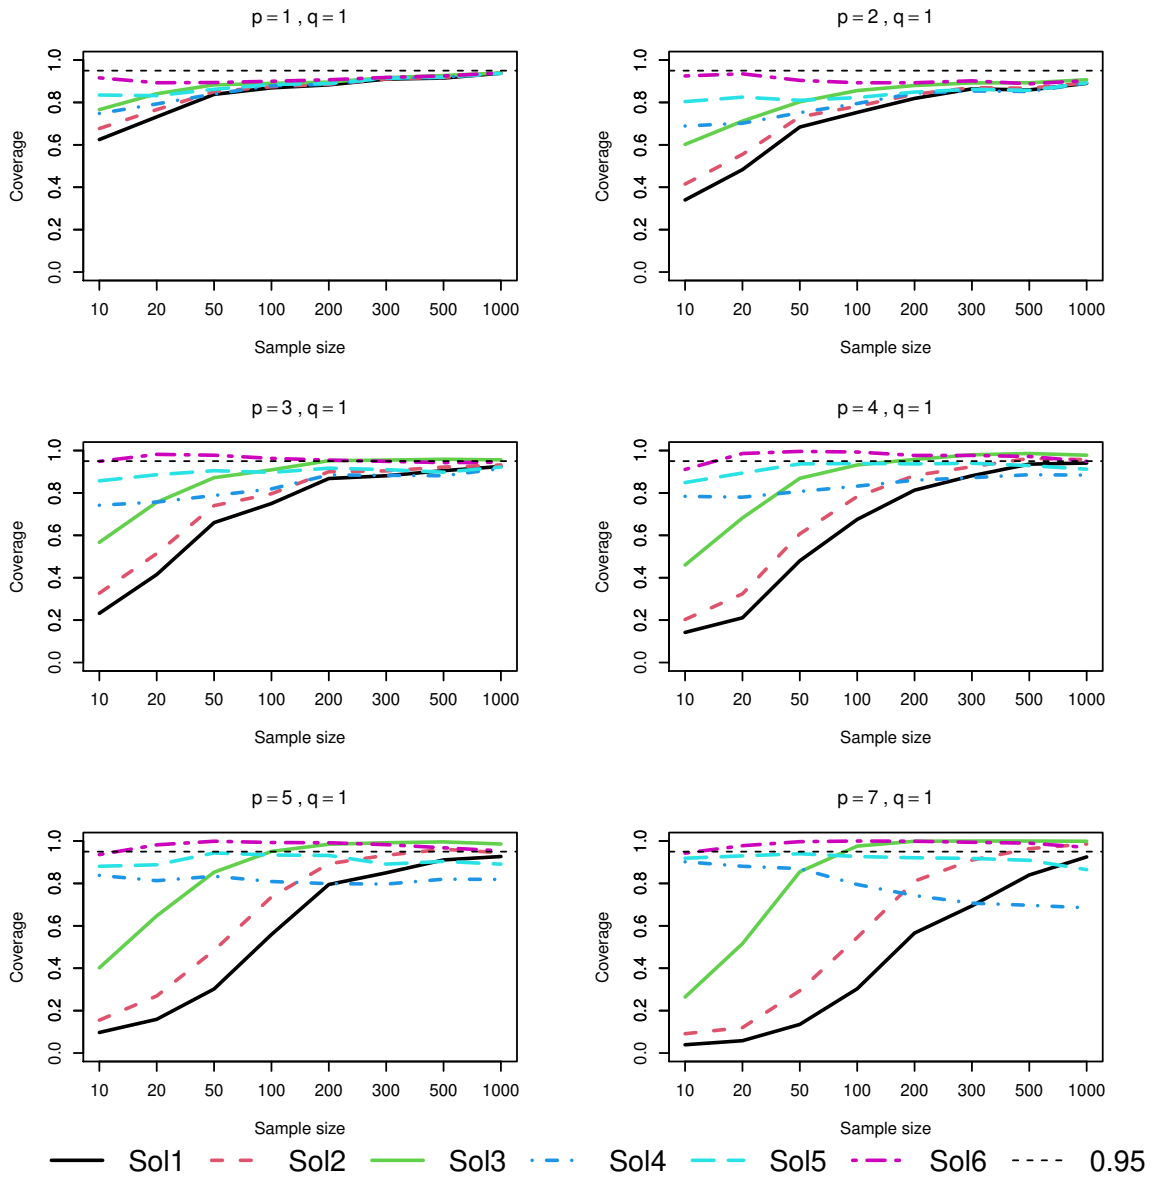 p = 1 , q = 1
Coverage
0.0 0.2 0.4 0.6 0.8 1.0
10 20 50 100 200 300 500 1000
Sample size
p = 2 , q = 1
Coverage
0.0 0.2 0.4 0.6 0.8 1.0
10 20 50 100 200 300 500 1000
Sample size
p = 3 , q = 1
Coverage
0.0 0.2 0.4 0.6 0.8 1.0
10 20 50 100 200 300 500 1000
Sample size
p = 4 , q = 1
Coverage
0.0 0.2 0.4 0.6 0.8 1.0
10 20 50 100 200 300 500 1000
Sample size
p = 5 , q = 1
Coverage
0.0 0.2 0.4 0.6 0.8 1.0
10 20 50 100 200 300 500 1000
Sample size
p = 7 , q = 1
Coverage
0.0 0.2 0.4 0.6 0.8 1.0
10 20 50 100 200 300 500 1000
Sample size
Sol1 Sol2 Sol3 Sol4 Sol5 Sol6 0.95